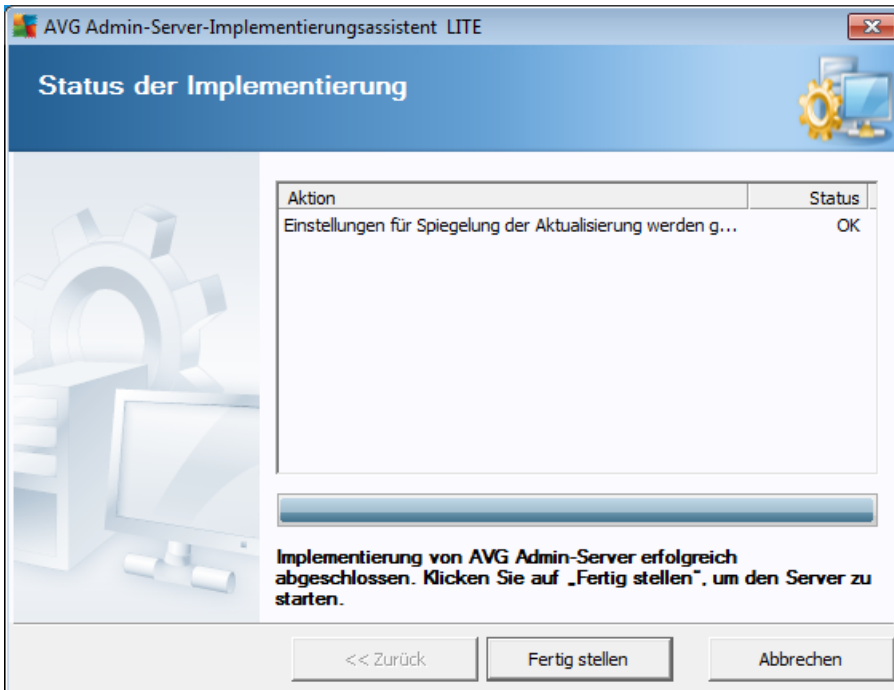 AVG Admin-Server-Implementierungsassistent LITE
Status der Implementierung
Aktion Status
Einstellungen für Spiegelung der Aktualisierung werden g... OK
Implementierung von AVG Admin-Server erfolgreich
abgeschlossen. Klicken Sie auf „Fertig stellen“, um den Server zu
starten.
<< Zurück Fertig stellen Abbrechen